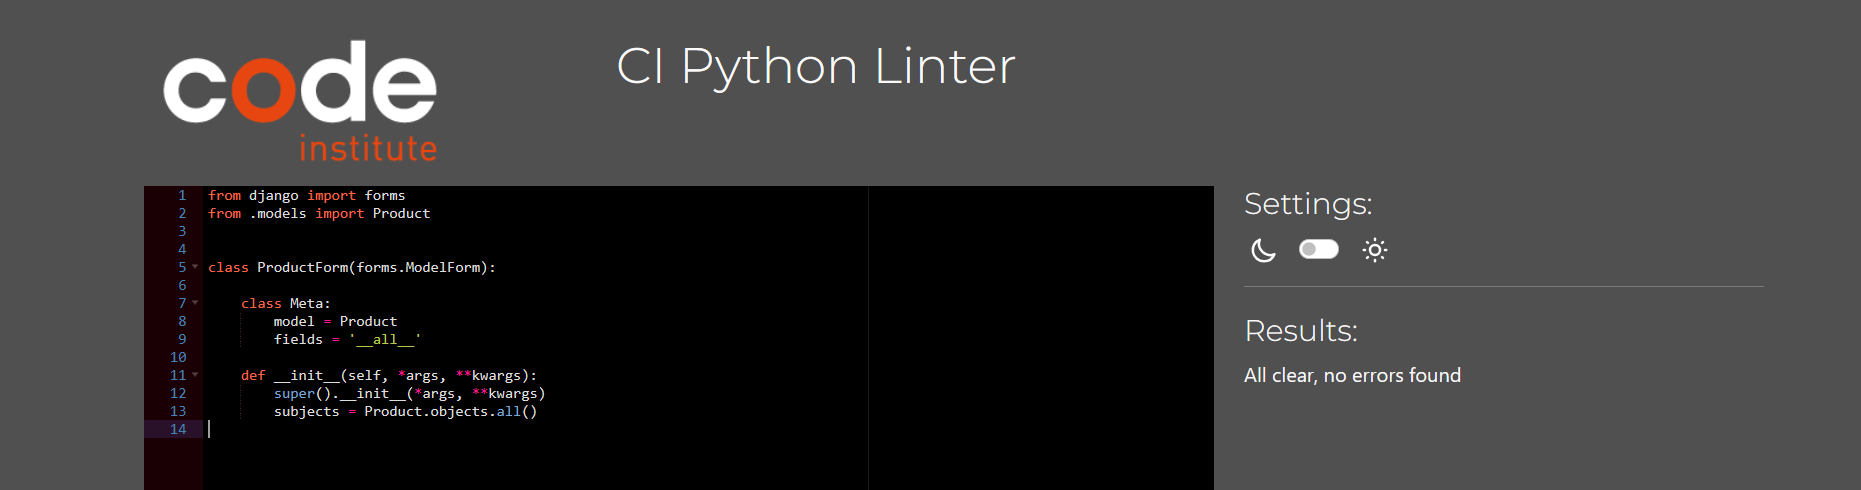 code
institute
CI Python Linter
1 from django import forms
2 from .models import Product
3
4
5 class ProductForm(forms.ModelForm):
6
7     class Meta:
8         model = Product
9         fields = '__all__'
10
11     def __init__(self, *args, **kwargs):
12         super().__init__(*args, **kwargs)
13         subjects = Product.objects.all()
14
Settings:
Results:
All clear, no errors found